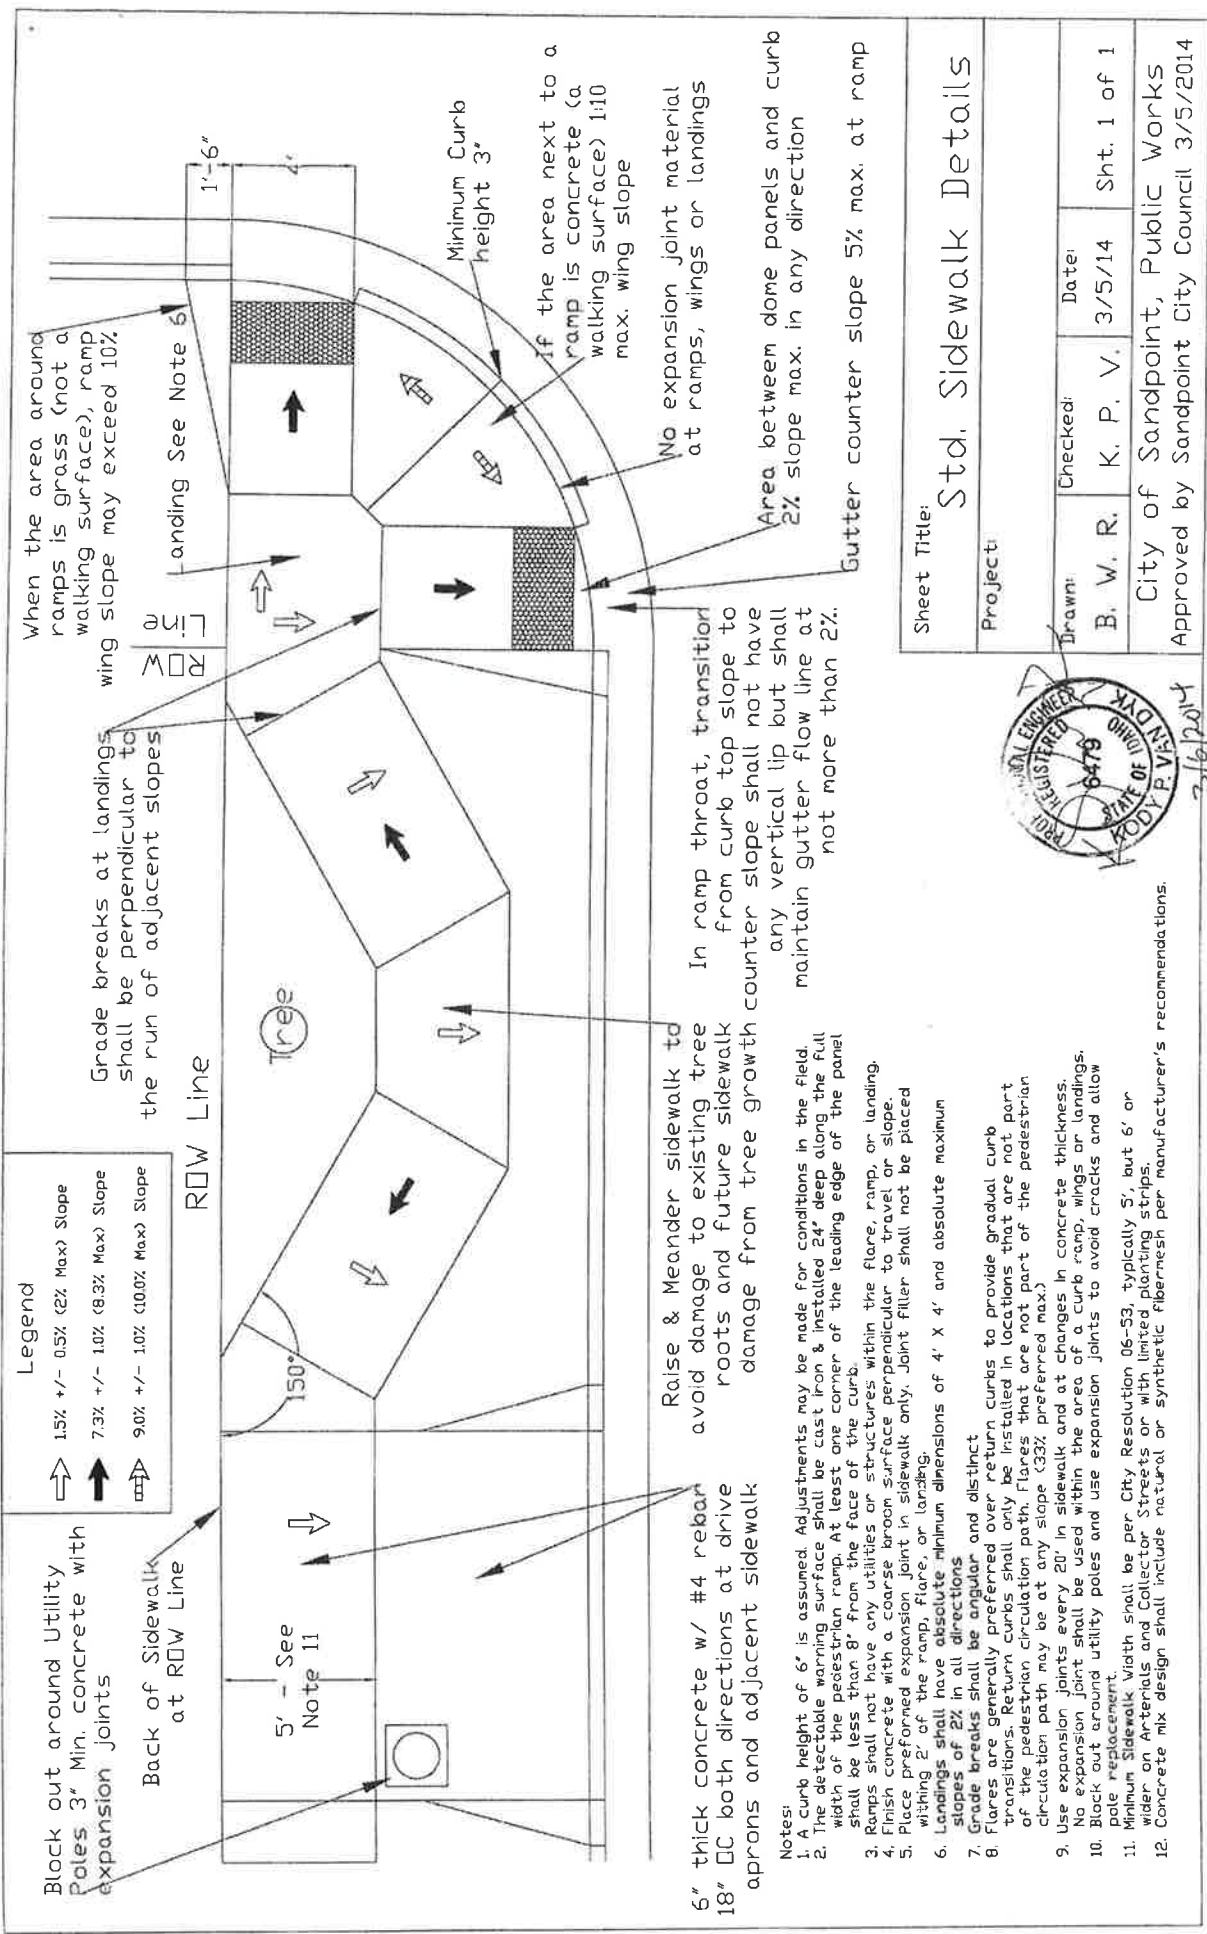 Legend
1.5% +/- 0.5% (2% Max) Slope
7.3% +/- 1.0% (8.3% Max) Slope
9.0% +/- 1.0% (10.0% Max) Slope
Block out around Utility
Poles 3" Min. concrete with
expansion joints
Back of Sidewalk
at ROW Line
ROW Line
Grade breaks at landings
shall be perpendicular to
the run of adjacent slopes
When the area around
ramps is grass (not a
walking surface), ramp
wing slope may exceed 10%
ROW
Line
Landing See Note 6
1'-6"
Minimum Curb
height 3"
If the area next to a
ramp is concrete (a
walking surface) 1:10
max. wing slope
No expansion joint material
at ramps, wings or landings
Area between dome panels and curb
2% slope max. in any direction
Gutter counter slope 5% max. at ramp
5' - See
Note 11
150°
Tree
6" thick concrete w/ #4 rebar
18" OC both directions at drive
aprons and adjacent sidewalk
Raise & Meander sidewalk to
avoid damage to existing tree
roots and future sidewalk
damage from tree growth
In ramp throat, transition
from curb top slope to
counter slope shall not have
any vertical lip but shall
maintain gutter flow line at
not more than 2%.
Notes:
1. A curb height of 6" is assumed. Adjustments may be made for conditions in the field.
2. The detectable warning surface shall be cast iron & installed 24" deep along the full
width of the pedestrian ramp. At least one corner of the leading edge of the panel
shall be less than 8" from the face of the curb.
3. Ramps shall not have any utilities or structures within the flare, ramp, or landing.
4. Finish concrete with a coarse broom surface perpendicular to travel or slope.
5. Place preformed expansion joint in sidewalk only. Joint filler shall not be placed
withing 2' of the ramp, flare, or landing.
6. Landings shall have absolute minimum dimensions of 4' X 4' and absolute maximum
slopes of 2% in all directions
7. Grade breaks shall be angular and distinct
8. Flares are generally preferred over return curbs to provide gradual curb
transitions. Return curbs shall only be installed in locations that are not part
of the pedestrian circulation path. Flares that are not part of the pedestrian
circulation path may be at any slope (33% preferred max.)
9. Use expansion joints every 20' in sidewalk and at changes in concrete thickness.
No expansion joint shall be used within the area of a curb ramp, wings or landings.
10. Block out around utility poles and use expansion joints to avoid cracks and allow
pole replacement.
11. Minimum Sidewalk Width shall be per City Resolution 06-53, typically 5', but 6' or
wider on Arterials and Collector Streets or with limited planting strips.
12. Concrete mix design shall include natural or synthetic fibermesh per manufacturer's recommendations.
REGISTERED
6479
STATE OF IDAHO
KODY P. VAN DYK
3/6/2014
Sheet Title:
Std. Sidewalk Details
Project:
Drawn:
B. W. R.
Checked:
K. P. V.
Date:
3/5/14
Sht. 1 of 1
City of Sandpoint, Public Works
Approved by Sandpoint City Council 3/5/2014